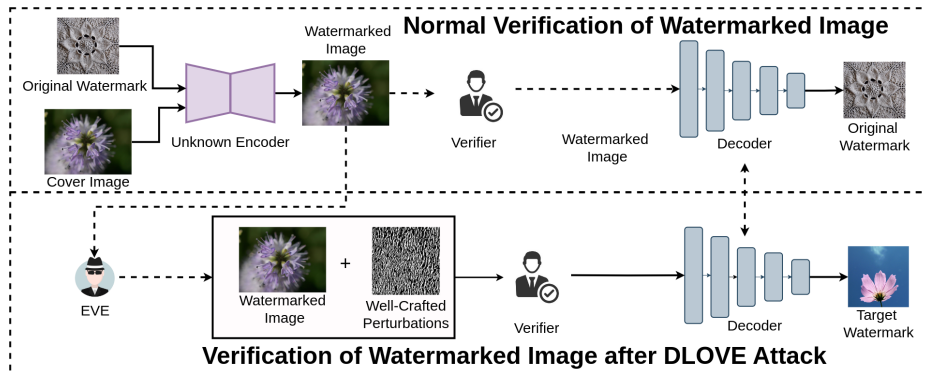 Normal Verification of Watermarked Image
Watermarked
Image
Original Watermark
Unknown Encoder
Cover Image
Verifier
Watermarked
Image
Decoder
Original
Watermark
EVE
Watermarked
Image
+
Well-Crafted
Perturbations
Verifier
Decoder
Target
Watermark
Verification of Watermarked Image after DLOVE Attack